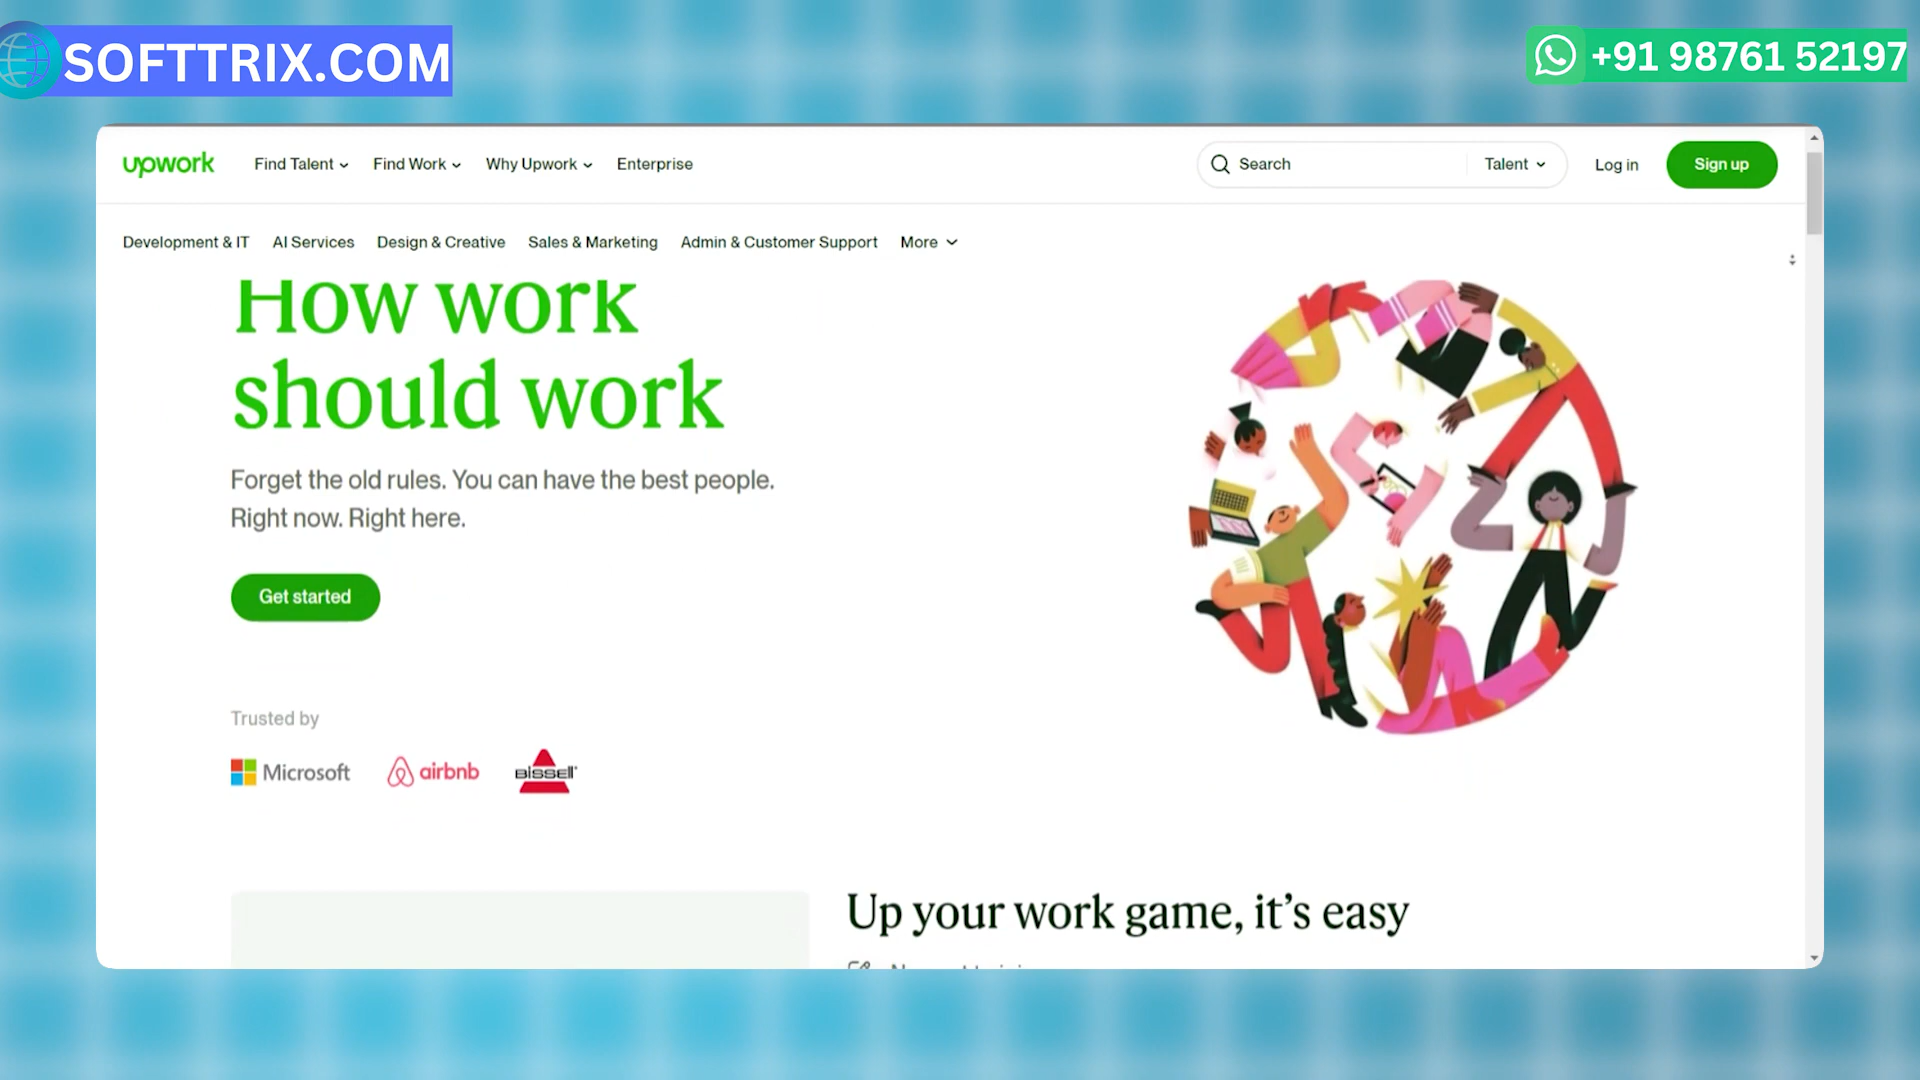 SOFTTRIX.COM
+91 98761 52197
upwork
Find Talent
Find Work
Why Upwork
Enterprise
Search
Talent
Log in
Sign up
Development & IT
AI Services
Design & Creative
Sales & Marketing
Admin & Customer Support
More
How work
should work
Forget the old rules. You can have the best people.
Right now. Right here.
Get started
Trusted by
Microsoft
airbnb
BISSELL
Up your work game, it's easy